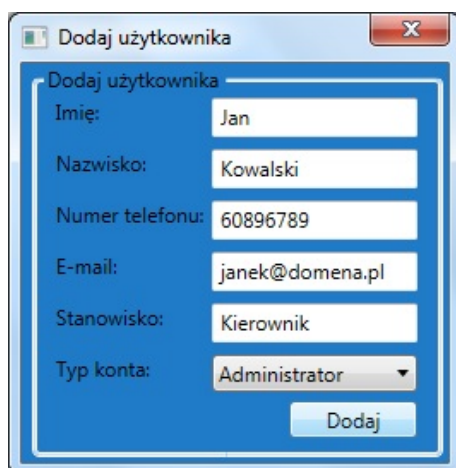 Dodaj użytkownika
Dodaj użytkownika
Imię: Jan
Nazwisko: Kowalski
Numer telefonu: 60896789
E-mail: janek@domena.pl
Stanowisko: Kierownik
Typ konta: Administrator
Dodaj